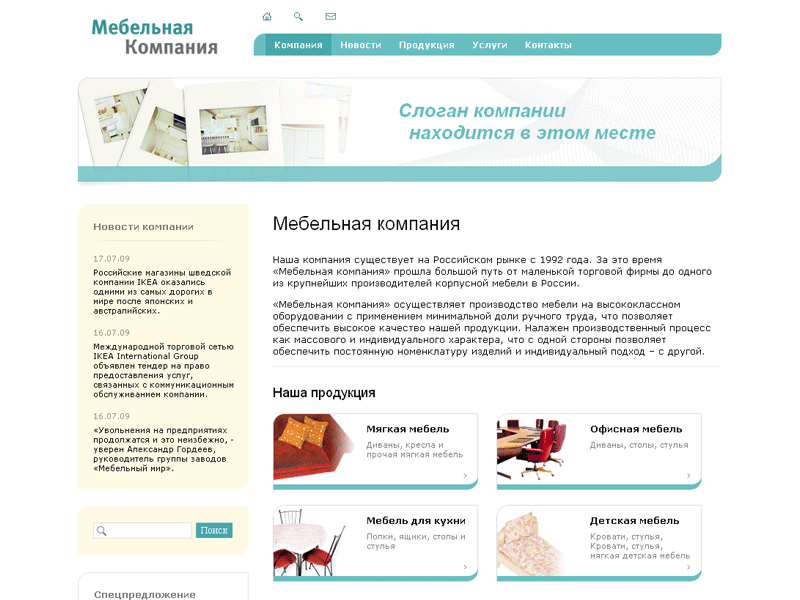 Мебельная
Компания
Компания Новости Продукция Услуги Контакты
Слоган компании
находится в этом месте
Новости компании
17.07.09
Российские магазины шведской
компании IKEA оказались
одними из самых дорогих в
мире после японских и
австралийских.
16.07.09
Международной торговой сетью
IKEA International Group
объявлен тендер на право
предоставления услуг,
связанных с коммуникационным
обслуживанием компании.
16.07.09
«Увольнения на предприятиях
продолжатся и это неизбежно, -
уверен Александр Гордеев,
руководитель группы заводов
«Мебельный мир».
Поиск
Спецпредложение
Мебельная компания
Наша компания существует на Российском рынке с 1992 года. За это время
«Мебельная компания» прошла большой путь от маленькой торговой фирмы до одного
из крупнейших производителей корпусной мебели в России.
«Мебельная компания» осуществляет производство мебели на высококлассном
оборудовании с применением минимальной доли ручного труда, что позволяет
обеспечить высокое качество нашей продукции. Налажен производственный процесс
как массового и индивидуального характера, что с одной стороны позволяет
обеспечить постоянную номенклатуру изделий и индивидуальный подход – с другой.
Наша продукция
Мягкая мебель
Диваны, кресла и
прочая мягкая мебель
Офисная мебель
Диваны, столы, стулья
Мебель для кухни
Полки, ящики, столы и
стулья
Детская мебель
Кровати, стулья,
Кровати, стулья,
мягкая детская мебель